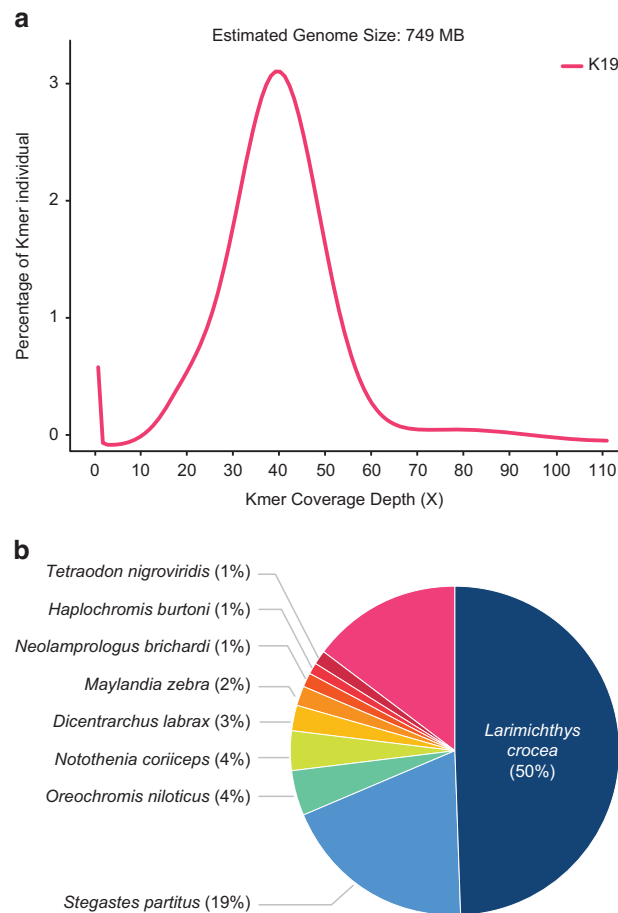 a
Estimated Genome Size: 749 MB
K19
3
2
1
0
Percentage of Kmer individual
0 10 20 30 40 50 60 70 80 90 100 110
Kmer Coverage Depth (X)
b
Tetraodon nigroviridis (1%)
Haplochromis burtoni (1%)
Neolamprologus brichardi (1%)
Maylandia zebra (2%)
Dicentrarchus labrax (3%)
Notothenia coriiceps (4%)
Oreochromis niloticus (4%)
Stegastes partitus (19%)
Larimichthys
crocea
(50%)